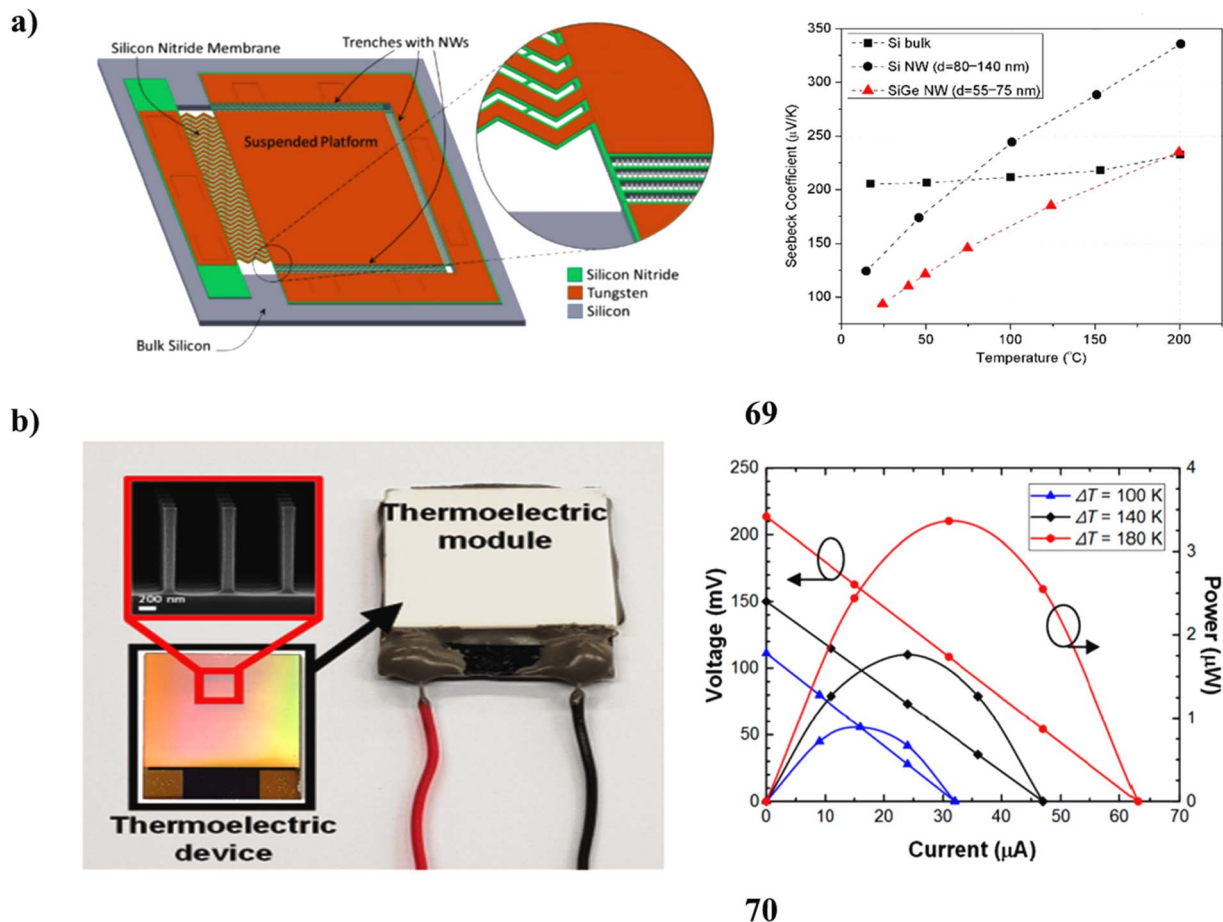 a)
Silicon Nitride Membrane
Trenches with NWs
Suspended Platform
Silicon Nitride
Tungsten
Silicon
Bulk Silicon
350
300
250
200
150
100
Seebeck Coefficient (μV/K)
Si bulk
Si NW (d=80−140 nm)
SiGe NW (d=55−75 nm)
0 50 100 150 200
Temperature (°C)
69
b)
200 nm
Thermoelectric
module
Thermoelectric
device
250
200
150
100
50
0
Voltage (mV)
ΔT = 100 K
ΔT = 140 K
ΔT = 180 K
4
3
2
1
0
Power (μW)
0 10 20 30 40 50 60 70
Current (μA)
70